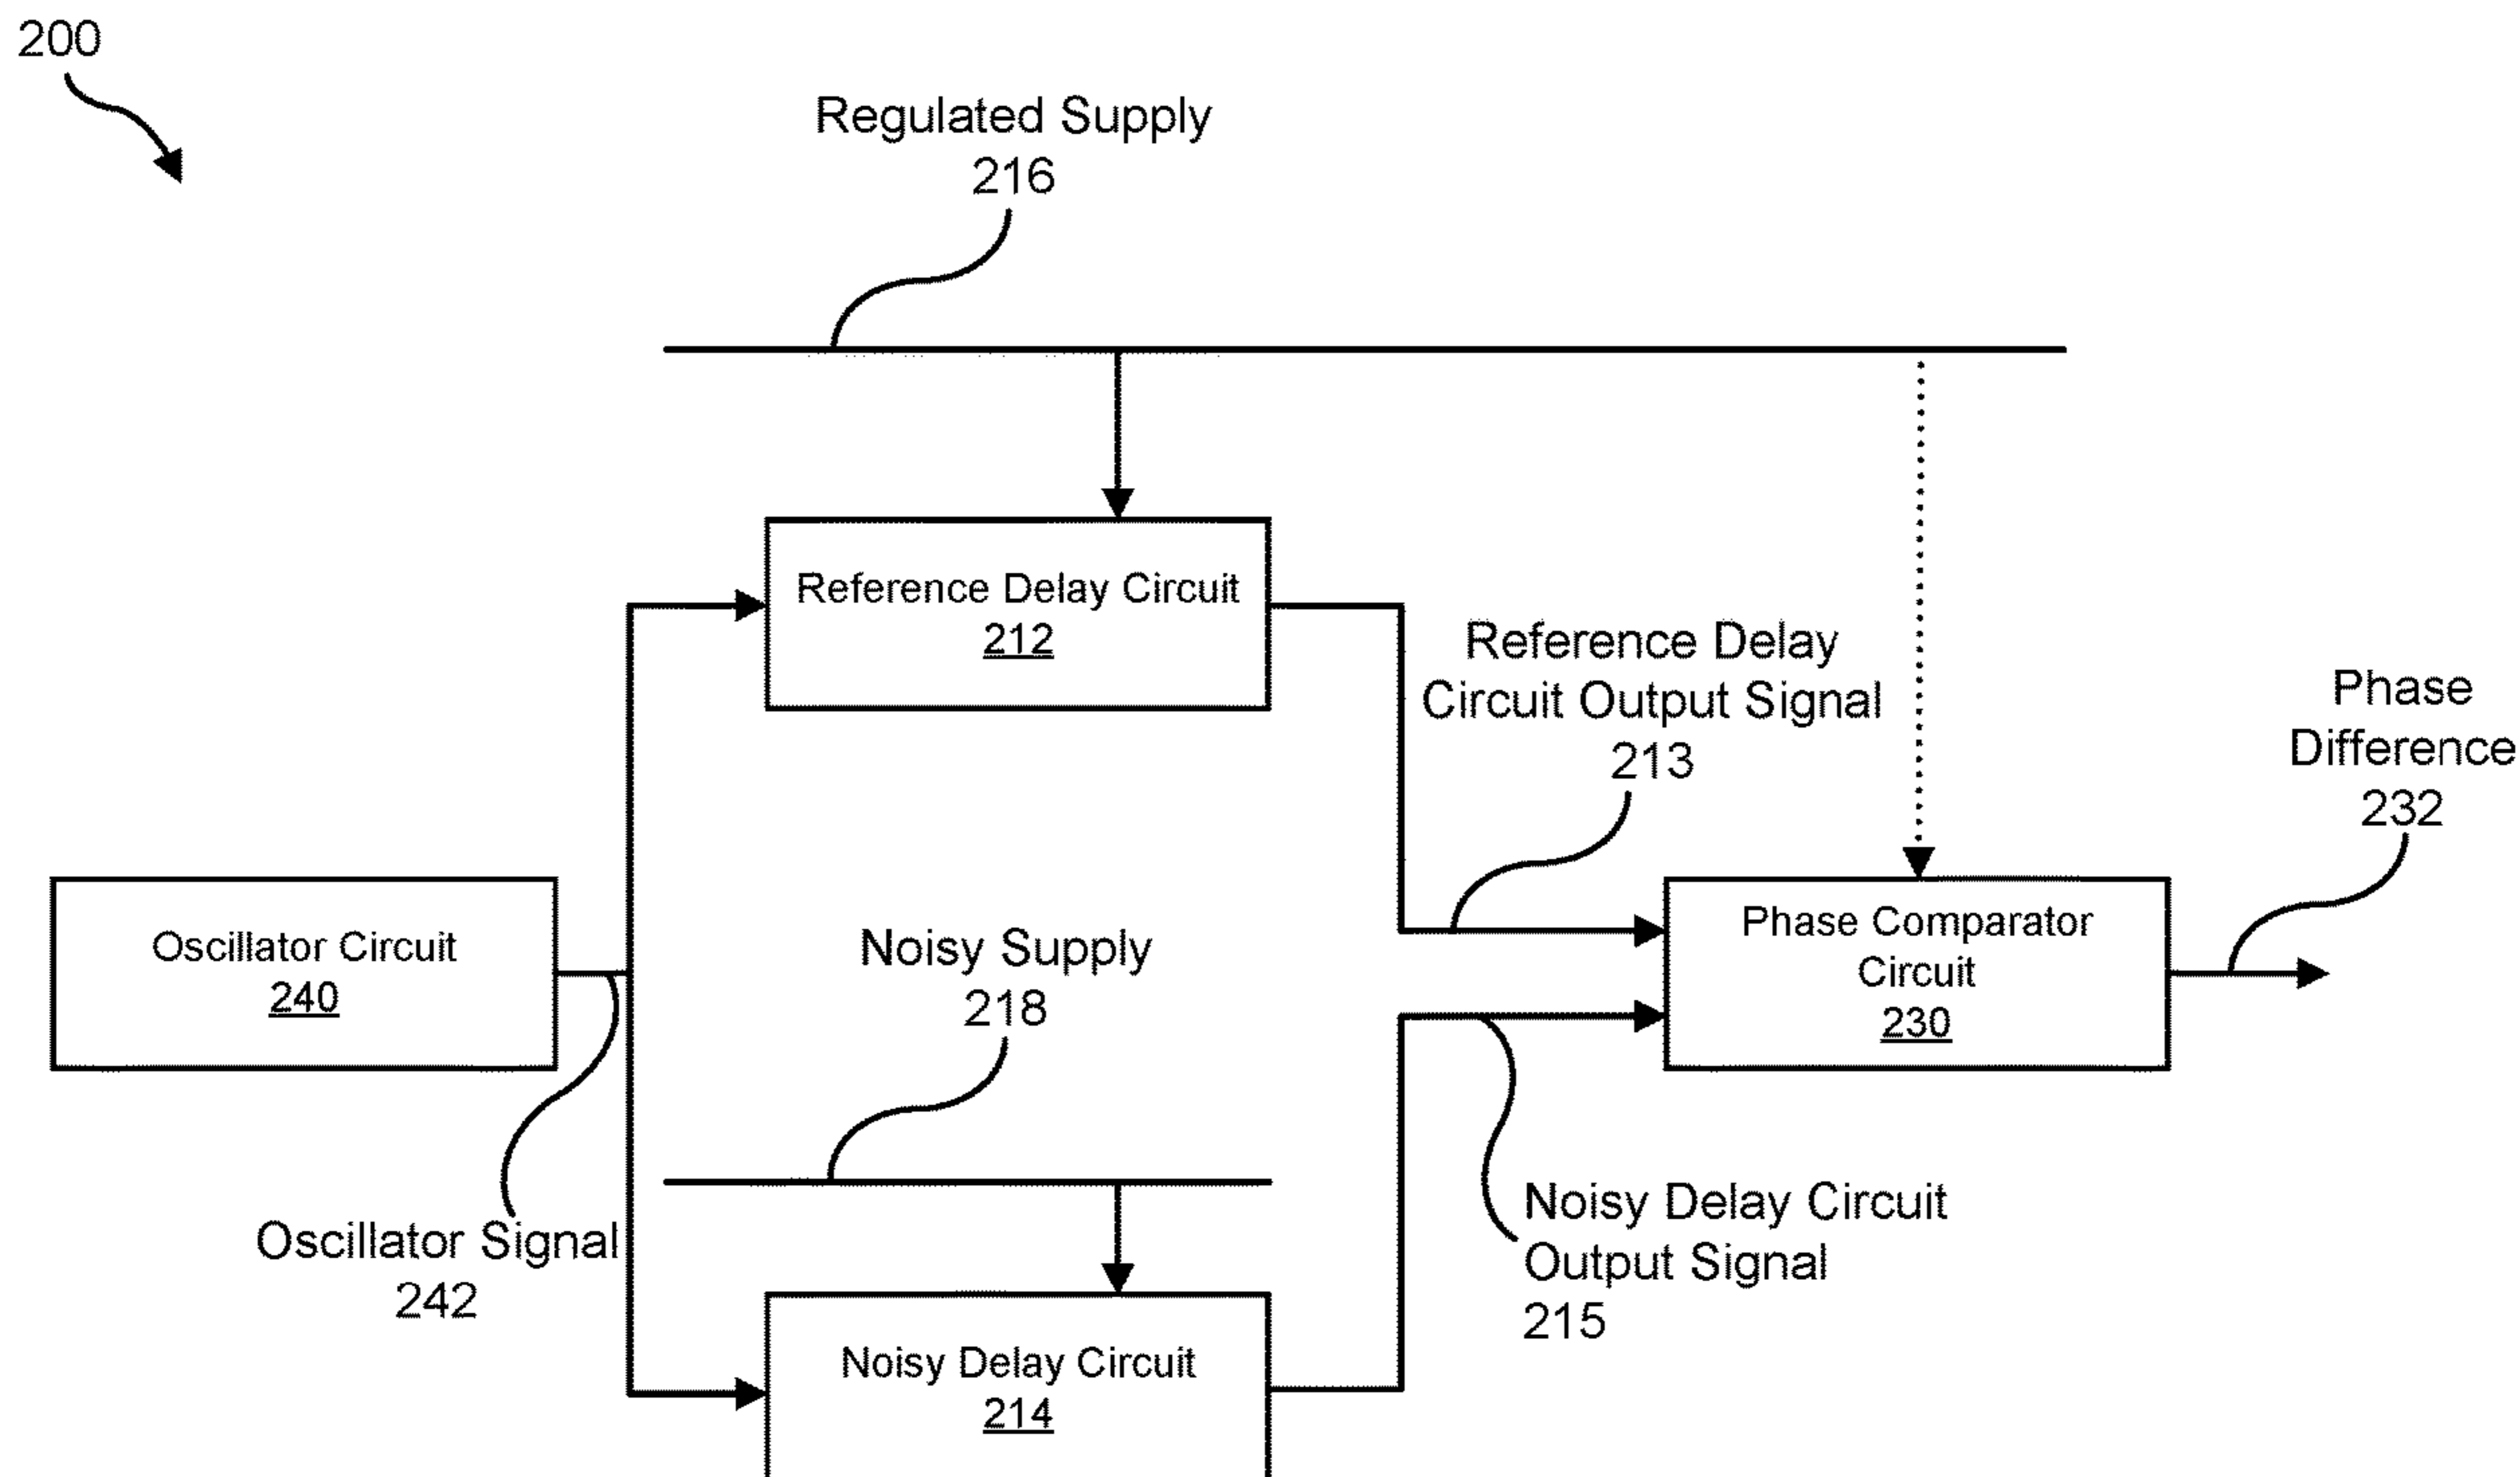 200
Regulated Supply
216
Reference Delay Circuit
212
Reference Delay
Circuit Output Signal
213
Phase
Difference
232
Oscillator Circuit
240
Noisy Supply
218
Phase Comparator
Circuit
230
Oscillator Signal
242
Noisy Delay Circuit
Output Signal
215
Noisy Delay Circuit
214